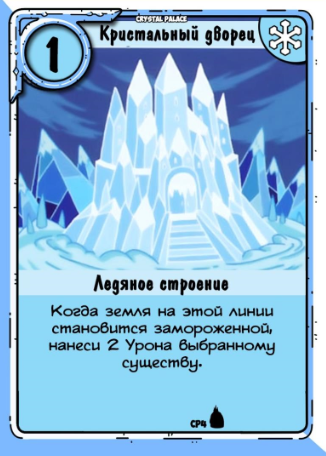 CRYSTAL PALACE
1
Кристальный дворец
Ледяное строение
Когда земля на этой линии
становится замороженной,
нанеси 2 Урона выбранному
существу.
CP4